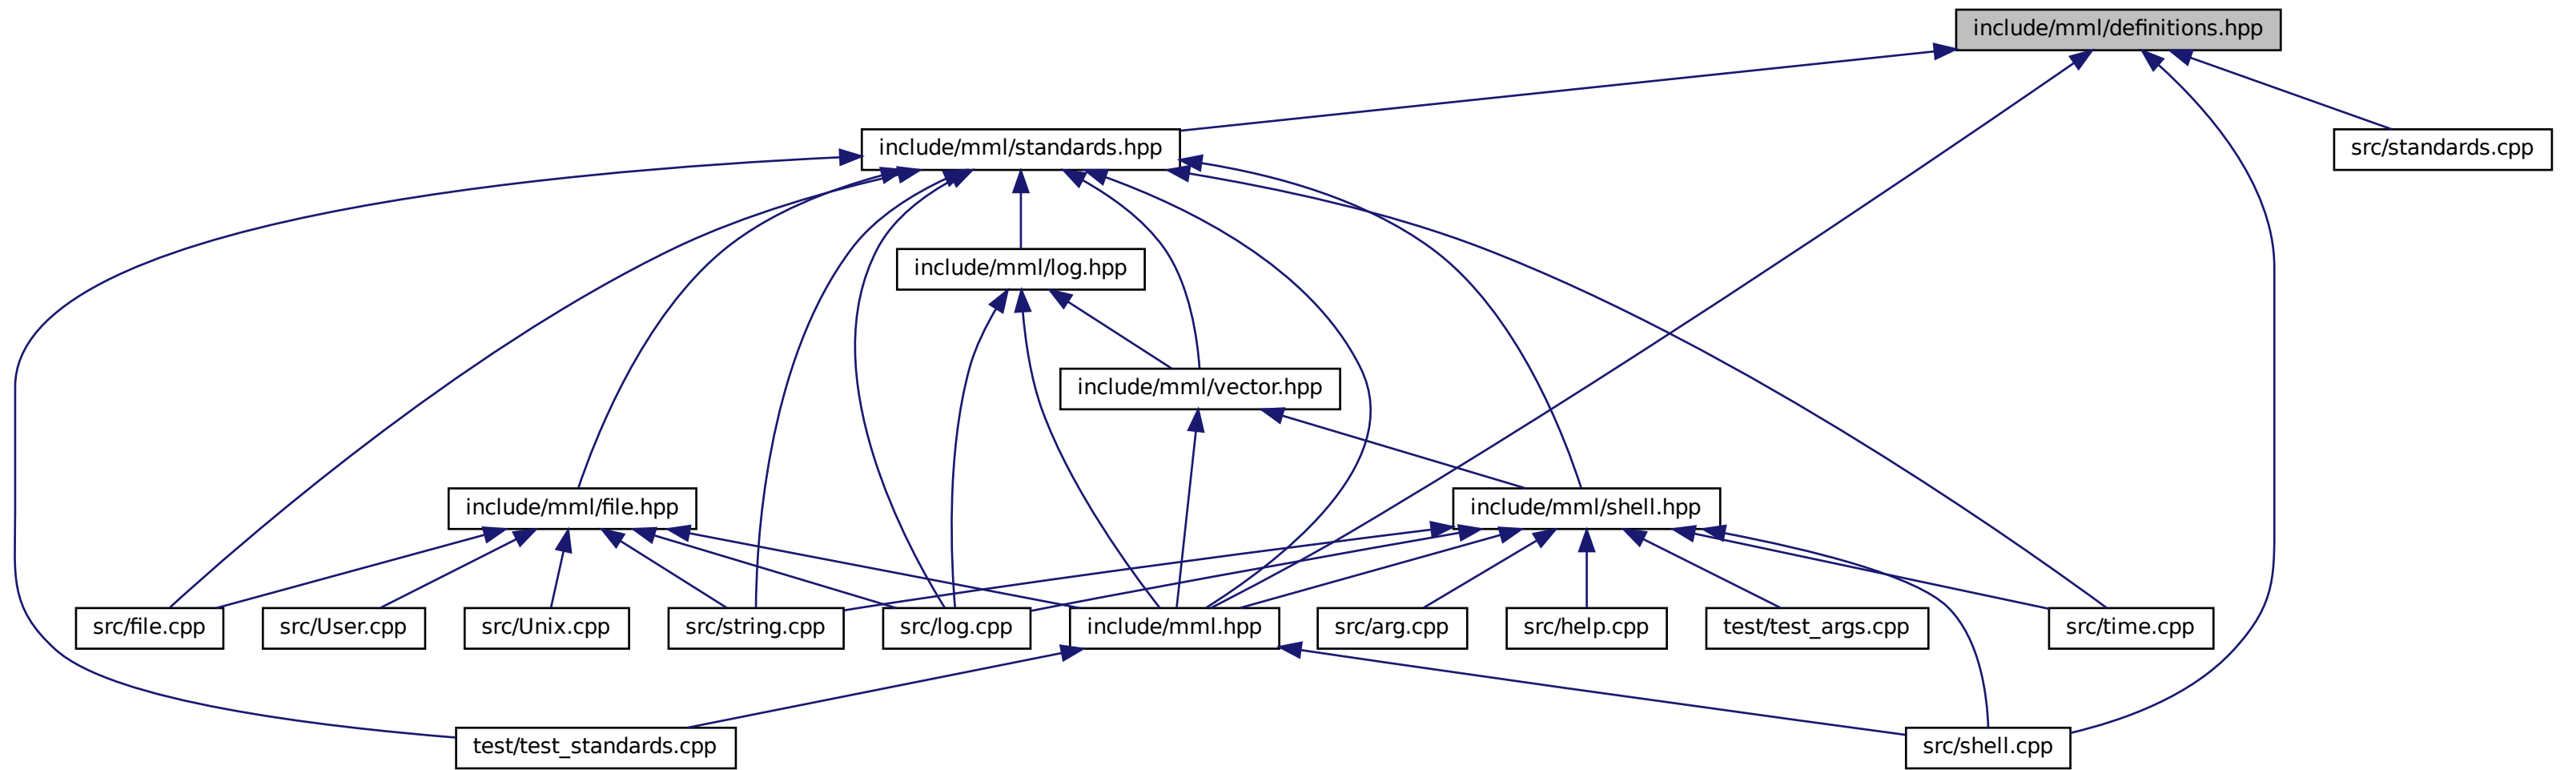 include/mml/definitions.hpp
include/mml/standards.hpp
src/standards.cpp
include/mml/log.hpp
include/mml/vector.hpp
include/mml/file.hpp
include/mml/shell.hpp
src/file.cpp
src/User.cpp
src/Unix.cpp
src/string.cpp
src/log.cpp
include/mml.hpp
src/arg.cpp
src/help.cpp
test/test_args.cpp
src/time.cpp
test/test_standards.cpp
src/shell.cpp